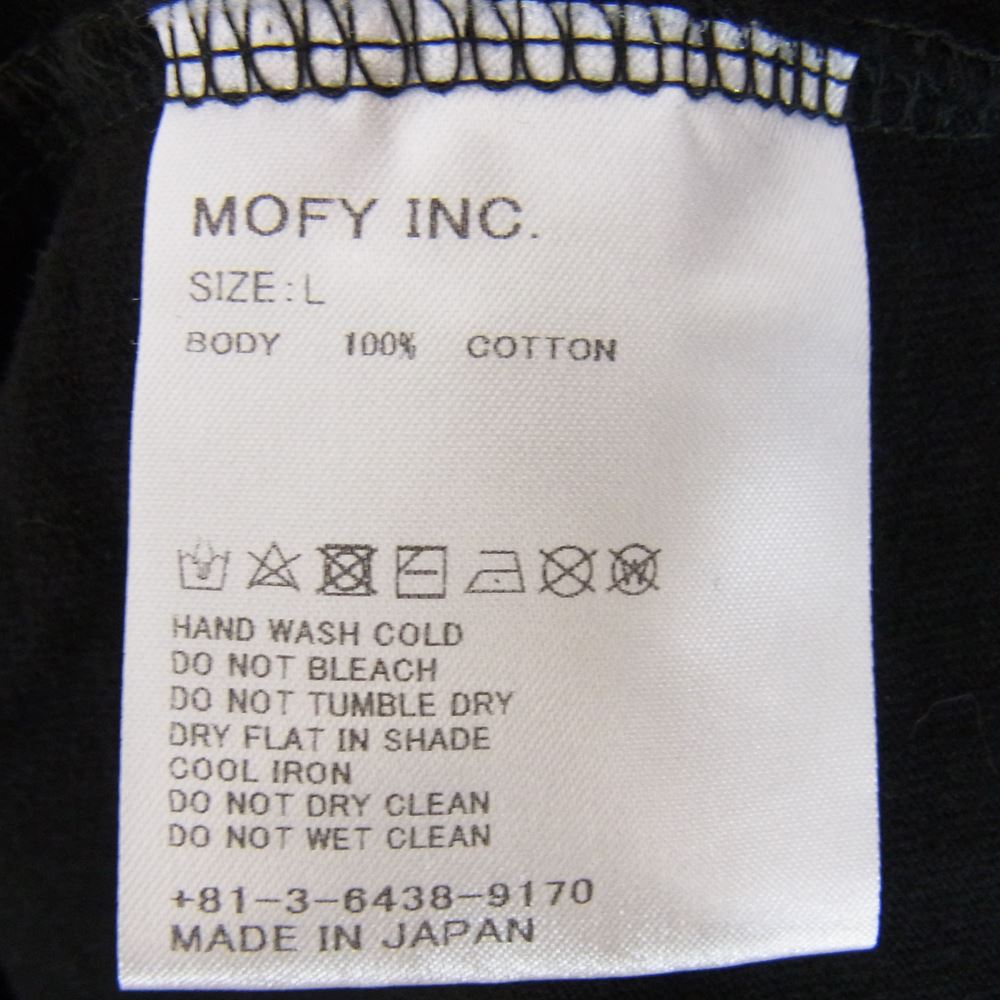 MOFY INC.
SIZE:L
BODY 100% COTTON
W
HAND WASH COLD
DO NOT BLEACH
DO NOT TUMBLE DRY
DRY FLAT IN SHADE
COOL IRON
DO NOT DRY CLEAN
DO NOT WET CLEAN
+81-3-6438-9170
MADE IN JAPAN